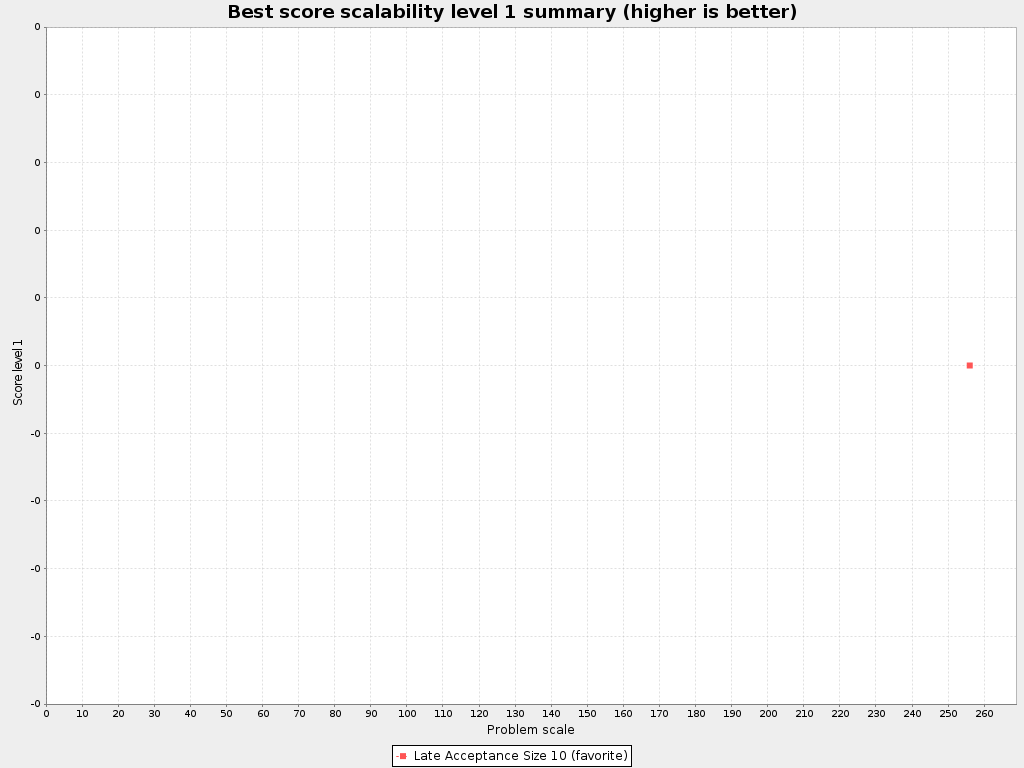 Best score scalability level 1 summary (higher is better)
0
0
0
0
0
0
-0
-0
-0
-0
-0
Score level 1
0 10 20 30 40 50 60 70 80 90 100 110 120 130 140 150 160 170 180 190 200 210 220 230 240 250 260
Problem scale
Late Acceptance Size 10 (favorite)